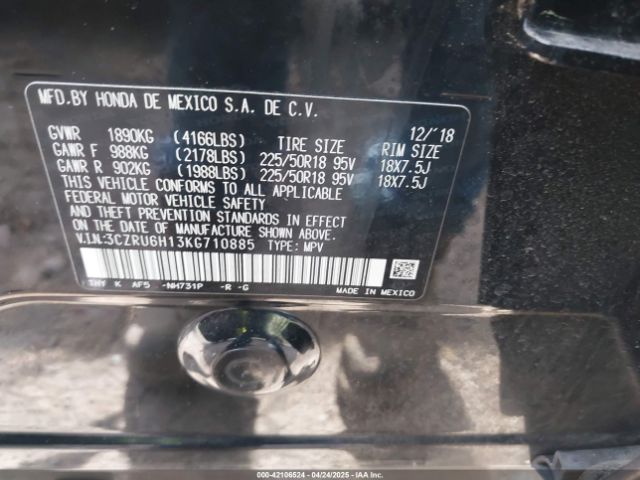 MFD.BY HONDA DE MEXICO S.A. DE C.V.
12/'18
GVWR 1890KG (4166LBS) TIRE SIZE RIM SIZE
GAWR F 988KG (2178LBS) 225/50R18 95V 18X7.5J
GAWR R 902KG (1988LBS) 225/50R18 95V 18X7.5J
THIS VEHICLE CONFORMS TO ALL APPLICABLE
FEDERAL MOTOR VEHICLE SAFETY
AND THEFT PREVENTION STANDARDS IN EFFECT
ON THE DATE OF MANUFACTURE SHOWN ABOVE.
V.I.N:3CZRU6H13KG710885 TYPE: MPV
THY K AF5 -NH731P -R -G
MADE IN MEXICO
000-42106524 - 04/24/2025 - IAAI.COM